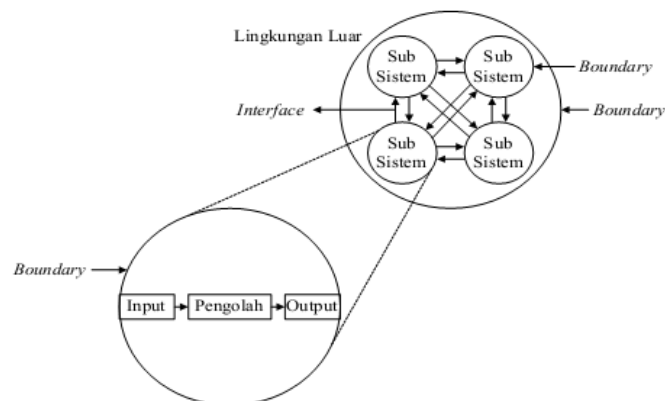 Lingkungan Luar
Sub
Sistem
Sub
Sistem
Boundary
Interface
Boundary
Sub
Sistem
Sub
Sistem
Boundary
Input
Pengolah
Output